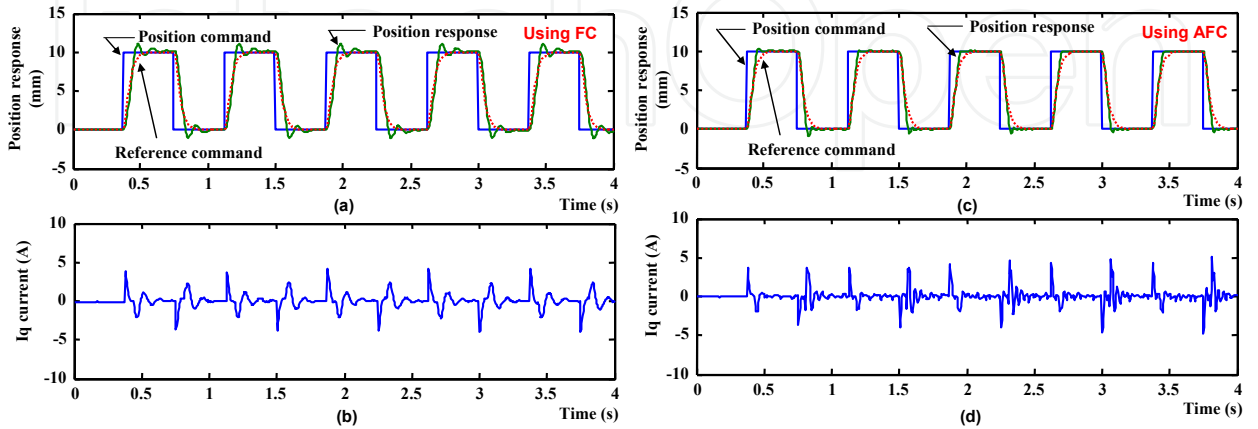 15
10
5
0
-5
Position response
(mm)
Position command
Position response
Using FC
Reference command
0 0.5 1 1.5 2 2.5 3 3.5 4
(a)
Time (s)
10
5
0
-5
-10
Iq current (A)
0 0.5 1 1.5 2 2.5 3 3.5 4
(b)
Time (s)
15
10
5
0
-5
Position response
(mm)
Position command
Position response
Using AFC
Reference command
0 0.5 1 1.5 2 2.5 3 3.5 4
(c)
Time (s)
10
5
0
-5
-10
Iq current (A)
0 0.5 1 1.5 2 2.5 3 3.5 4
(d)
Time (s)